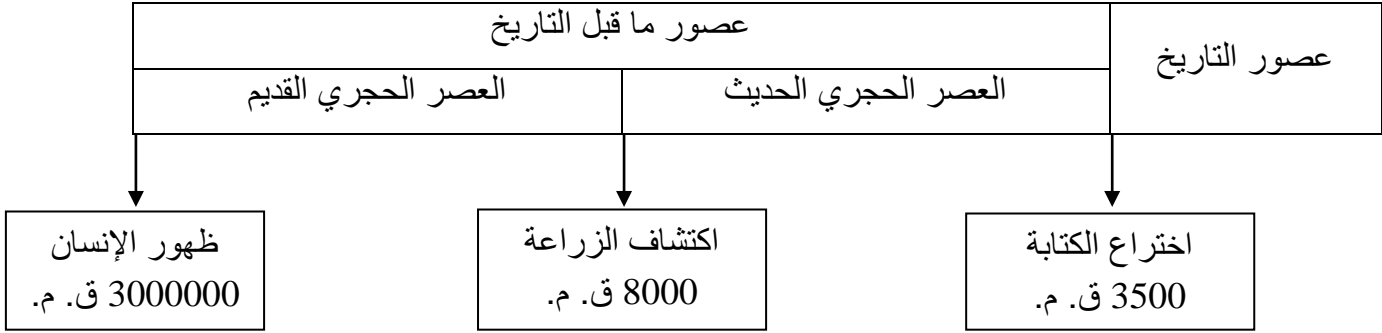 عصور التاريخ
عصور ما قبل التاريخ
العصر الحجري الحديث
العصر الحجري القديم
اختراع الكتابة
3500 ق. م.
اكتشاف الزراعة
8000 ق. م.
ظهور الإنسان
3000000 ق. م.